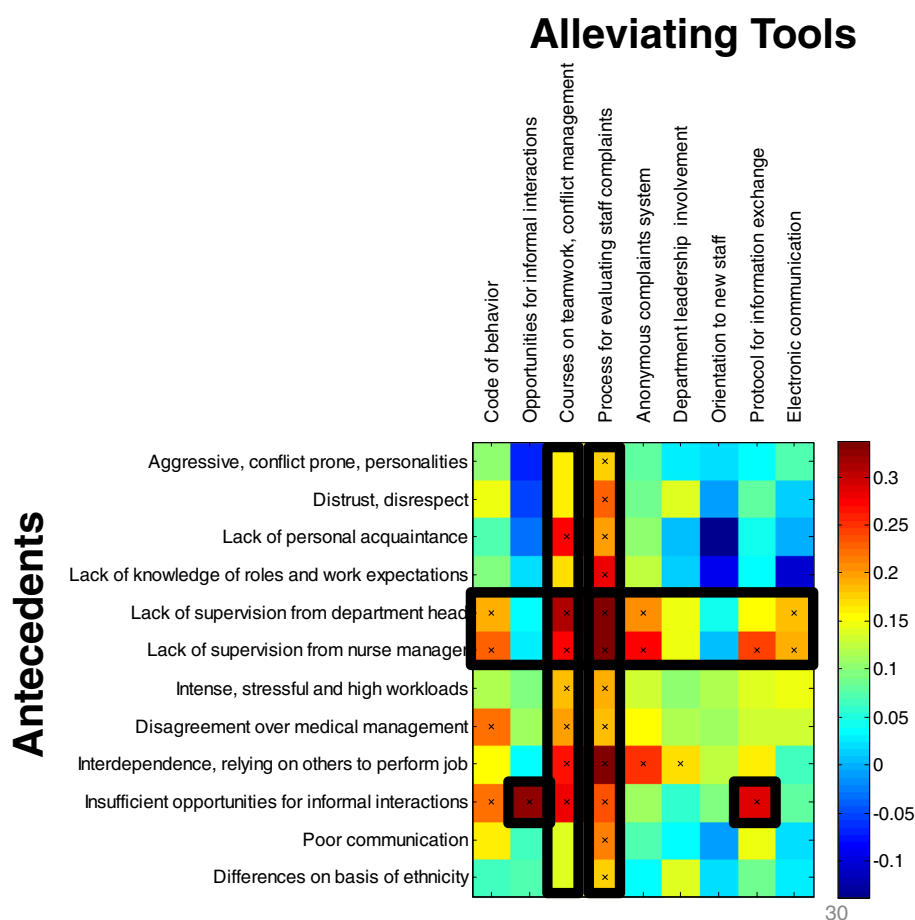 Alleviating Tools
Code of behavior
Opportunities for informal interactions
Courses on teamwork, conflict management
Process for evaluating staff complaints
Anonymous complaints system
Department leadership  involvement
Orientation to new staff
Protocol for information exchange
Electronic communication
Antecedents
Aggressive, conflict prone, personalities
Distrust, disrespect
Lack of personal acquaintance
Lack of knowledge of roles and work expectations
Lack of supervision from department head
Lack of supervision from nurse manager
Intense, stressful and high workloads
Disagreement over medical management
Interdependence, relying on others to perform job
Insufficient opportunities for informal interactions
Poor communication
Differences on basis of ethnicity
0.3
0.25
0.2
0.15
0.1
0.05
0
-0.05
-0.1
30